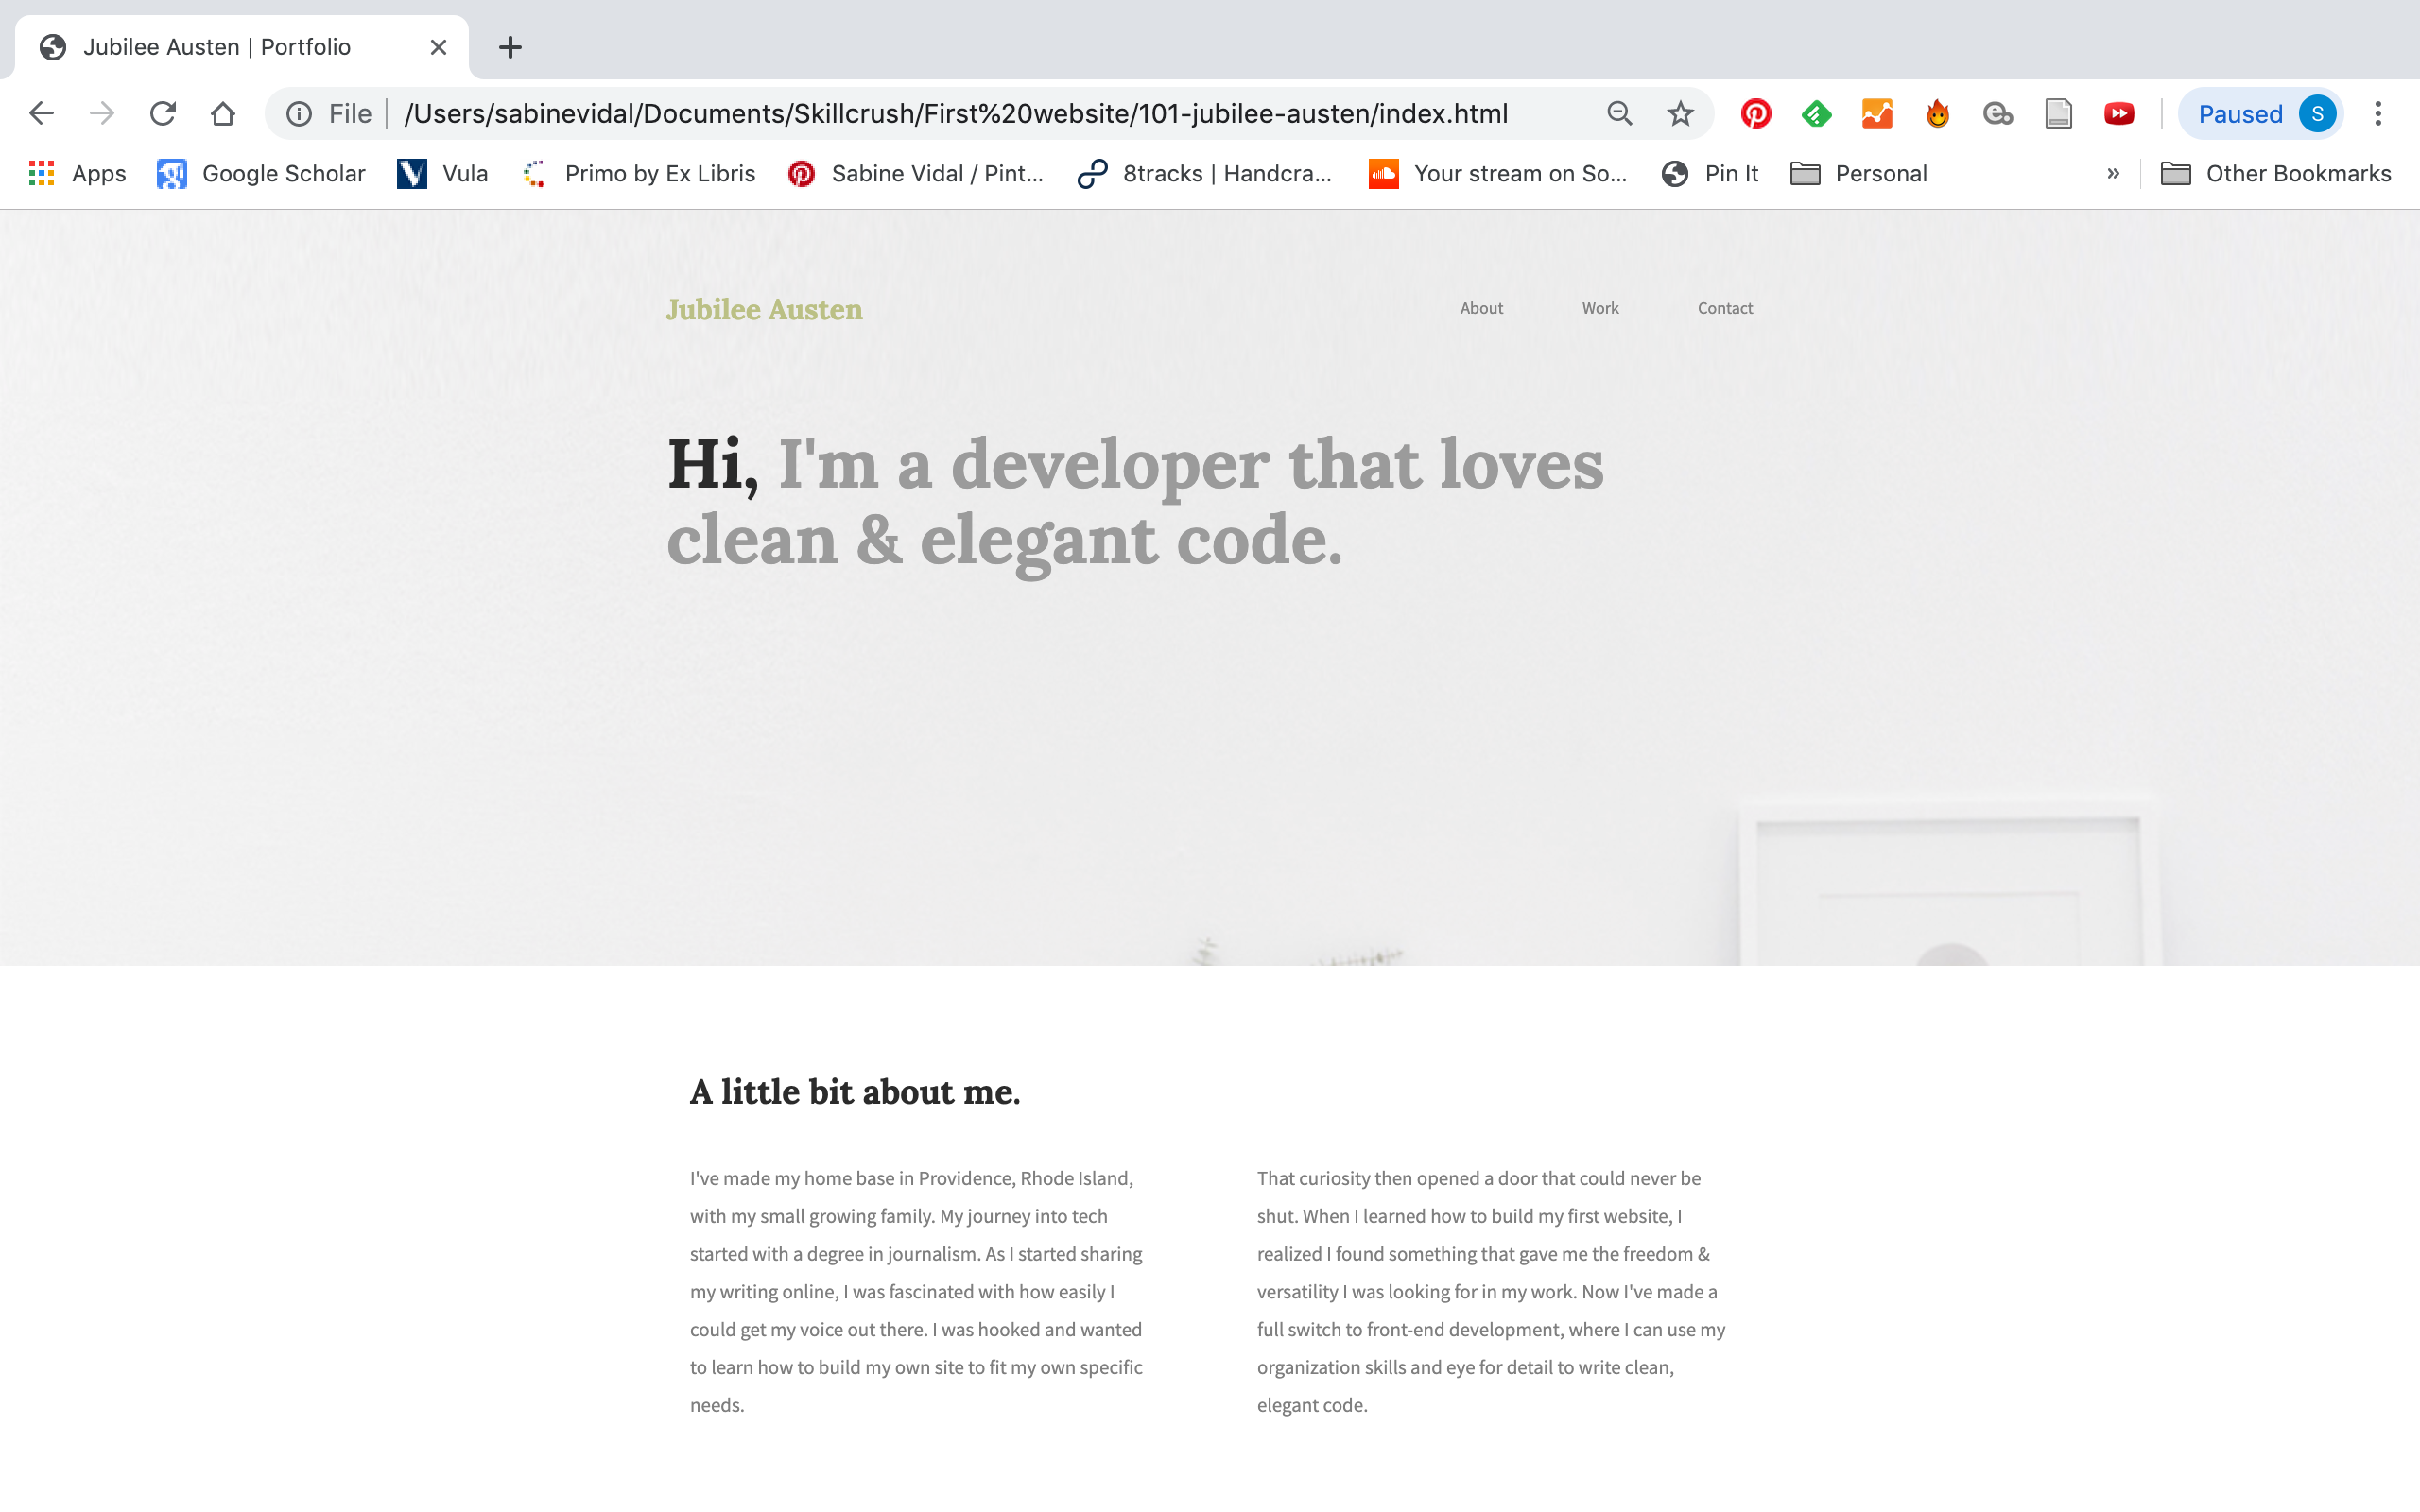 Jubilee Austen | Portfolio
File | /Users/sabinevidal/Documents/Skillcrush/First%20website/101-jubilee-austen/index.html
Paused S
Apps Google Scholar Vula Primo by Ex Libris Sabine Vidal / Pint... 8tracks | Handcra... Your stream on So... Pin It Personal » Other Bookmarks
Jubilee Austen About Work Contact
Hi, I'm a developer that loves
clean & elegant code.
A little bit about me.
I've made my home base in Providence, Rhode Island,
with my small growing family. My journey into tech
started with a degree in journalism. As I started sharing
my writing online, I was fascinated with how easily I
could get my voice out there. I was hooked and wanted
to learn how to build my own site to fit my own specific
needs.
That curiosity then opened a door that could never be
shut. When I learned how to build my first website, I
realized I found something that gave me the freedom &
versatility I was looking for in my work. Now I've made a
full switch to front-end development, where I can use my
organization skills and eye for detail to write clean,
elegant code.